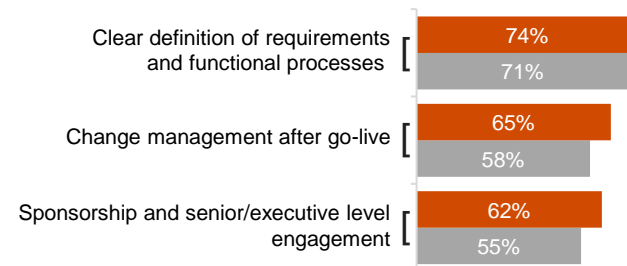 Clear definition of requirements
and functional processes
74%
71%
Change management after go-live
65%
58%
Sponsorship and senior/executive level
engagement
62%
55%